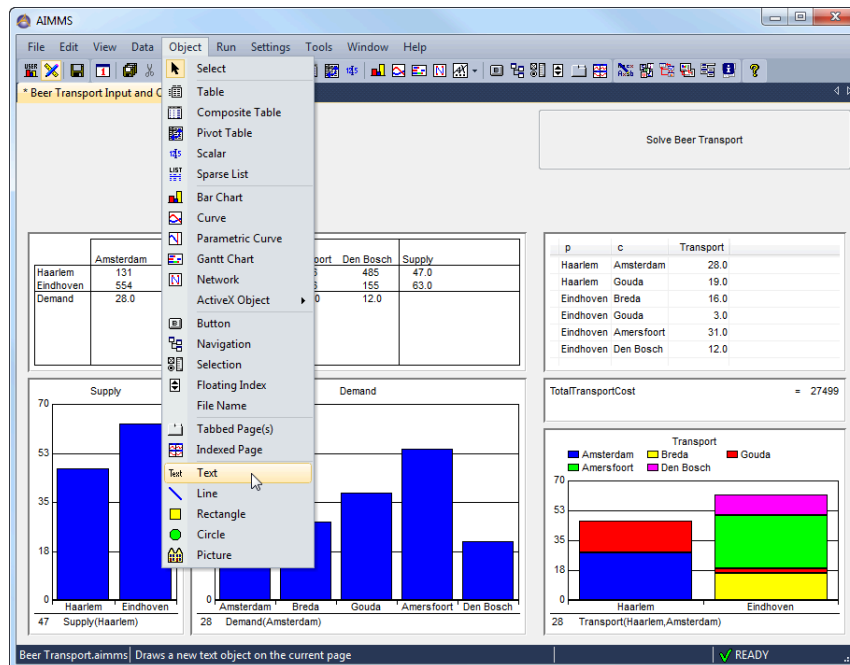 AIMMS
File Edit View Data Object Run Settings Tools Window Help
* Beer Transport Input and
Select
Table
Composite Table
Pivot Table
Scalar
LIST Sparse List
Bar Chart
Curve
Parametric Curve
Gantt Chart
Network
ActiveX Object
Button
Navigation
Selection
Floating Index
File Name
Tabbed Page(s)
Indexed Page
Text Text
Line
Rectangle
Circle
Picture
Solve Beer Transport
Amsterdam Den Bosch Supply
Haarlem 131 485 47.0
Eindhoven 554 155 63.0
Demand 28.0 12.0
p c Transport
Haarlem Amsterdam 28.0
Haarlem Gouda 19.0
Eindhoven Breda 16.0
Eindhoven Gouda 3.0
Eindhoven Amersfoort 31.0
Eindhoven Den Bosch 12.0
TotalTransportCost = 27499
Supply
70
53
35
18
0
Haarlem Eindhoven
47 Supply(Haarlem)
Demand
0
Amsterdam Breda Gouda Amersfoort Den Bosch
28 Demand(Amsterdam)
Transport
Amsterdam Breda Gouda
Amersfoort Den Bosch
70
53
35
18
0
Haarlem Eindhoven
28 Transport(Haarlem,Amsterdam)
Beer Transport.aimms Draws a new text object on the current page READY